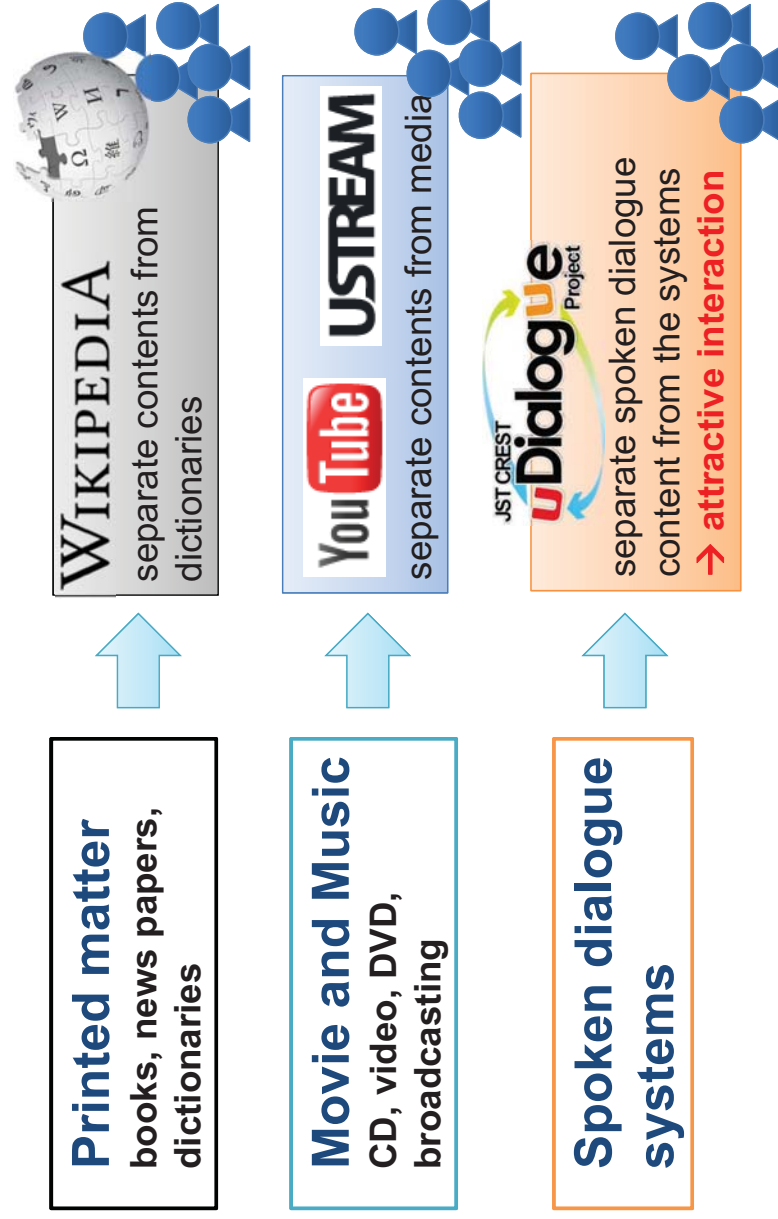 Printed matter
books, news papers,
dictionaries
WIKIPEDIA
separate contents from
dictionaries
Movie and Music
CD, video, DVD,
broadcasting
YouTube
USTREAM
separate contents from media
Spoken dialogue
systems
JST CREST
uDialogue
Project
separate spoken dialogue
content from the systems
→ attractive interaction